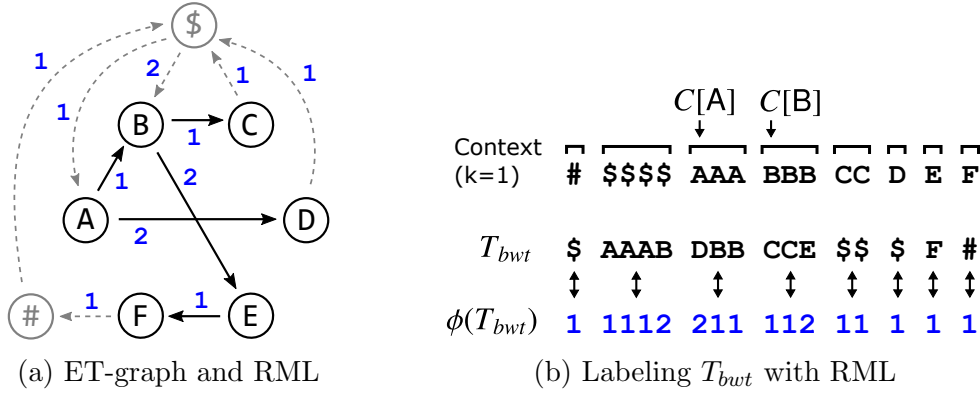 $
1
2
1
1
1
B
C
1
1
2
A
D
2
1
1
#
F
E
(a) ET-graph and RML
C[A] C[B]
Context
(k=1) # $$$$ AAA BBB CC D E F
T_bwt $ AAAB DBB CCE $$ $ F #
ϕ(T_bwt) 1 1112 211 112 11 1 1 1
(b) Labeling T_bwt with RML